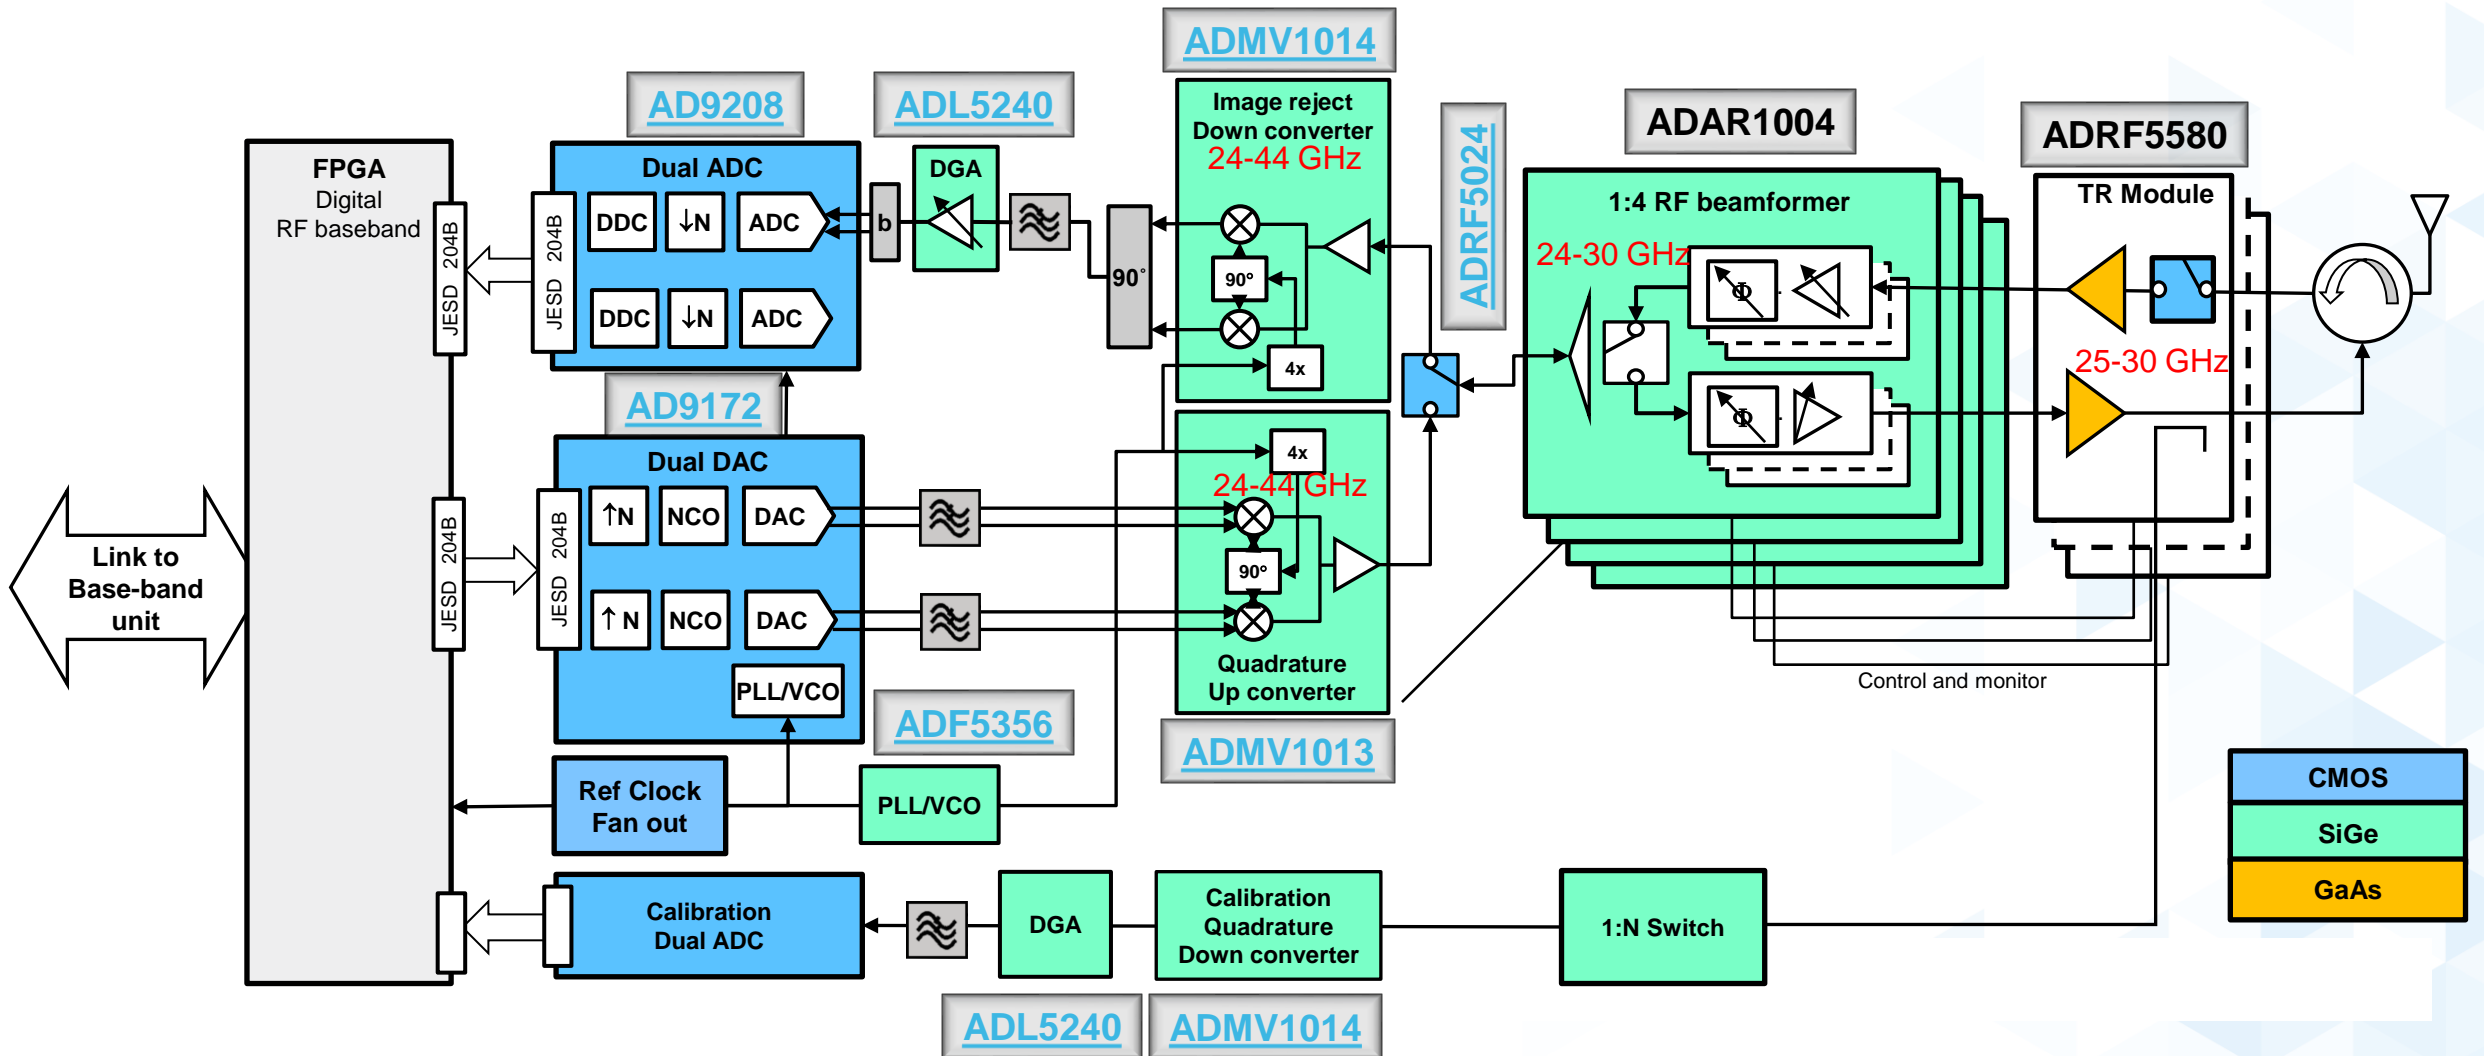 ADMV1014
AD9208
ADL5240
ADRF5024
ADAR1004
ADRF5580
FPGA
Digital
RF baseband
JESD 204B
JESD 204B
Dual ADC
DDC
↓N
ADC
DDC
↓N
ADC
b
DGA
90°
Image reject
Down converter
24-44 GHz
90º
4x
1:4 RF beamformer
24-30 GHz
Φ
Φ
TR Module
25-30 GHz
AD9172
Dual DAC
JESD 204B
JESD 204B
↑N
NCO
DAC
↑ N
NCO
DAC
PLL/VCO
4x
24-44 GHz
90º
Quadrature
Up converter
ADMV1013
Link to
Base-band
unit
ADF5356
Ref Clock
Fan out
PLL/VCO
Control and monitor
CMOS
SiGe
GaAs
Calibration
Dual ADC
DGA
Calibration
Quadrature
Down converter
1:N Switch
ADL5240
ADMV1014